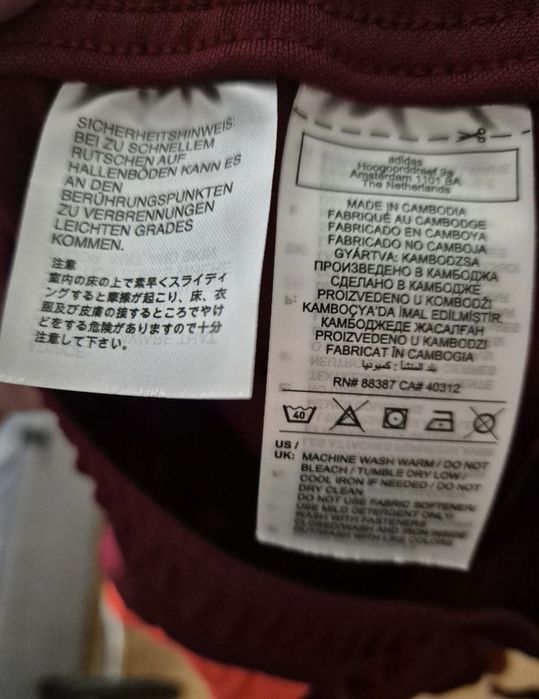 SICHERHEITSHINWEIS:
BEI ZU SCHNELLEM
RUTSCHEN AUF
HALLENBÖDEN KANN ES
AN DEN
BERÜHRUNGSPUNKTEN
ZU VERBRENNUNGEN
LEICHTEN GRADES
KOMMEN.
注意
室内の床の上で素早くスライディ
ングすると摩擦が起こり、床、衣
服及び皮膚の接するところでやけ
どをする危険がありますので十分
注意して下さい。
adidas
Hoogoorddreef 9a
Amsterdam 1101 BA
The Netherlands
MADE IN CAMBODIA
FABRIQUÉ AU CAMBODGE
FABRICADO EN CAMBOYA
FABRICADO NO CAMBOJA
GYÁRTVA: KAMBODZSA
ПРОИЗВЕДЕНО В КАМБОДЖА
СДЕЛАНО В КАМБОДЖЕ
PROIZVEDENO U KOMBODŽI
KAMBOÇYA'DA İMAL EDİLMİSTİR
КАМБОДЖЕДЕ ЖАСАЛҒАН
PROIZVEDENO U KAMBODZI
FABRICAT ÎN CAMBOGIA
بلد المنشأ : كمبوديا
RN# 88387 CA# 40312
40
US /
UK: MACHINE WASH WARM / DO NOT
BLEACH / TUMBLE DRY LOW /
COOL IRON IF NEEDED / DO NOT
DRY CLEAN
DO NOT USE FABRIC SOFTENER/
USE MILD DETERGENT ONLY/
WASH WITH FASTENERS
CLOSED/WASH AND IRON INSIDE
OUT/WASH WITH LIKE COLORS